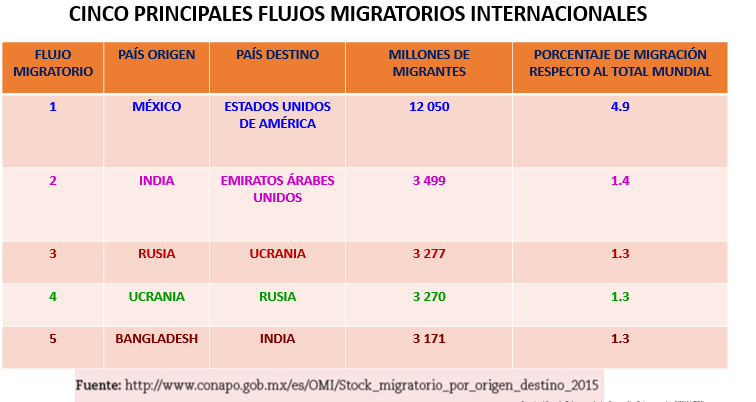 CINCO PRINCIPALES FLUJOS MIGRATORIOS INTERNACIONALES
FLUJO MIGRATORIO PAÍS ORIGEN PAÍS DESTINO MILLONES DE MIGRANTES PORCENTAJE DE MIGRACIÓN RESPECTO AL TOTAL MUNDIAL
1 MÉXICO ESTADOS UNIDOS DE AMÉRICA 12 050 4.9
2 INDIA EMIRATOS ÁRABES UNIDOS 3 499 1.4
3 RUSIA UCRANIA 3 277 1.3
4 UCRANIA RUSIA 3 270 1.3
5 BANGLADESH INDIA 3 171 1.3
Fuente: http://www.conapo.gob.mx/es/OMI/Stock_migratorio_por_origen_destino_2015